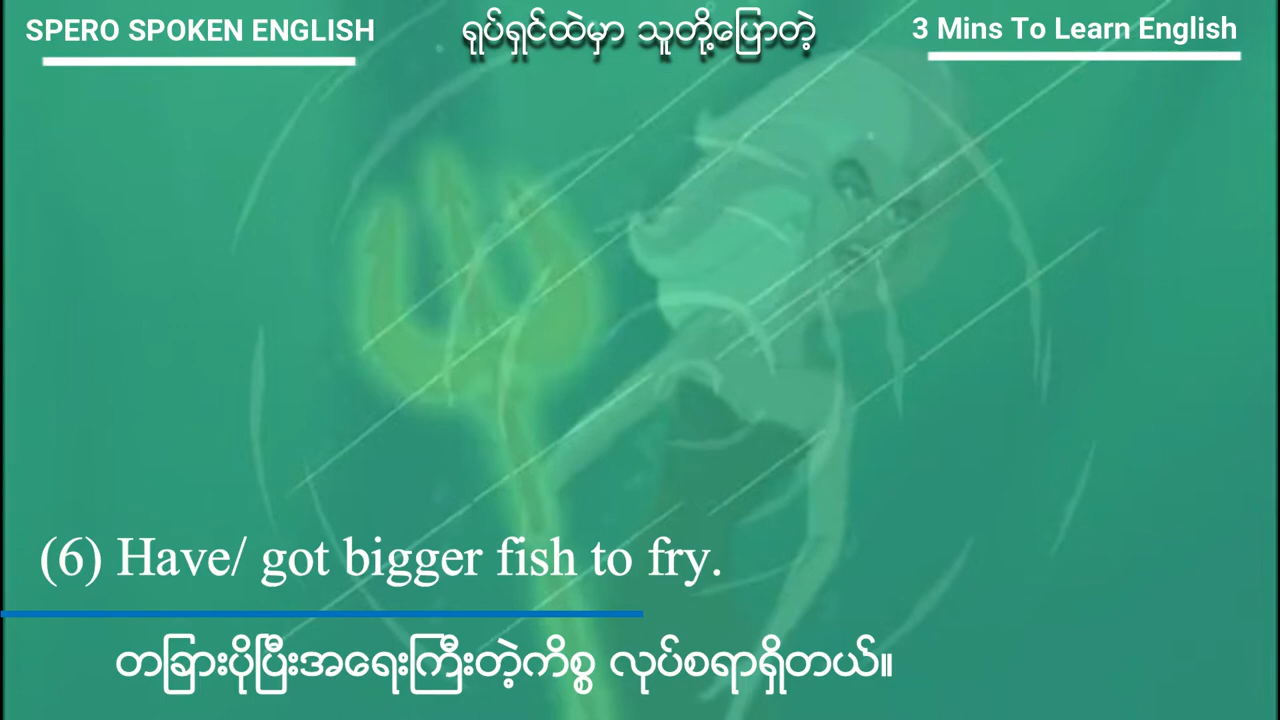 SPERO SPOKEN ENGLISH
ရုပ်ရှင်ထဲမှာ သူတို့ပြောတဲ့
3 Mins To Learn English
(6) Have/ got bigger fish to fry.
တခြားပိုပြီးအရေးကြီးတဲ့ကိစ္စ လုပ်စရာရှိတယ်။